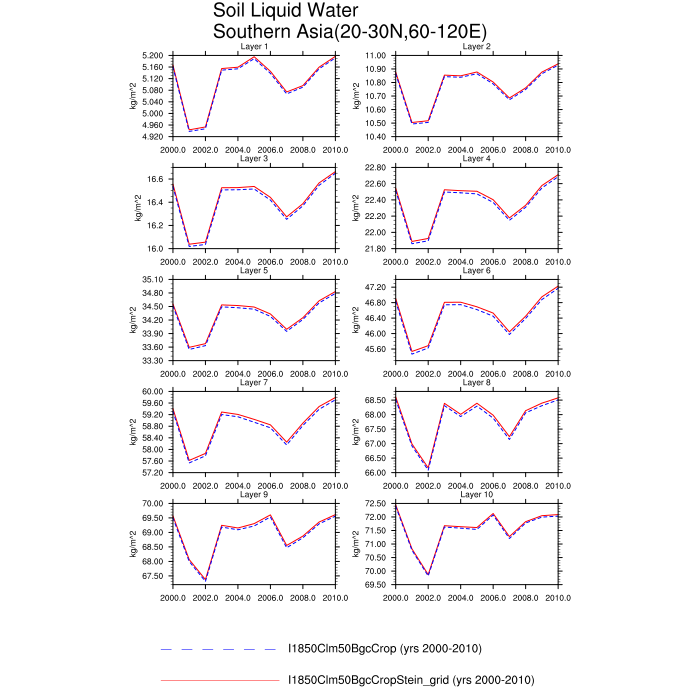 Soil Liquid Water
Southern Asia(20-30N,60-120E)
Layer 1
Layer 2
5.200
5.160
5.120
5.080
5.040
5.000
4.960
4.920
kg/m^2
2000.0 2002.0 2004.0 2006.0 2008.0 2010.0
11.00
10.90
10.80
10.70
10.60
10.50
10.40
kg/m^2
2000.0 2002.0 2004.0 2006.0 2008.0 2010.0
Layer 3
Layer 4
16.6
16.4
16.2
16.0
kg/m^2
2000.0 2002.0 2004.0 2006.0 2008.0 2010.0
22.80
22.60
22.40
22.20
22.00
21.80
kg/m^2
2000.0 2002.0 2004.0 2006.0 2008.0 2010.0
Layer 5
Layer 6
35.10
34.80
34.50
34.20
33.90
33.60
33.30
kg/m^2
2000.0 2002.0 2004.0 2006.0 2008.0 2010.0
47.20
46.80
46.40
46.00
45.60
kg/m^2
2000.0 2002.0 2004.0 2006.0 2008.0 2010.0
Layer 7
Layer 8
60.00
59.60
59.20
58.80
58.40
58.00
57.60
57.20
kg/m^2
2000.0 2002.0 2004.0 2006.0 2008.0 2010.0
68.50
68.00
67.50
67.00
66.50
66.00
kg/m^2
2000.0 2002.0 2004.0 2006.0 2008.0 2010.0
Layer 9
Layer 10
70.00
69.50
69.00
68.50
68.00
67.50
kg/m^2
2000.0 2002.0 2004.0 2006.0 2008.0 2010.0
72.50
72.00
71.50
71.00
70.50
70.00
69.50
kg/m^2
2000.0 2002.0 2004.0 2006.0 2008.0 2010.0
I1850Clm50BgcCrop (yrs 2000-2010)
I1850Clm50BgcCropStein_grid (yrs 2000-2010)